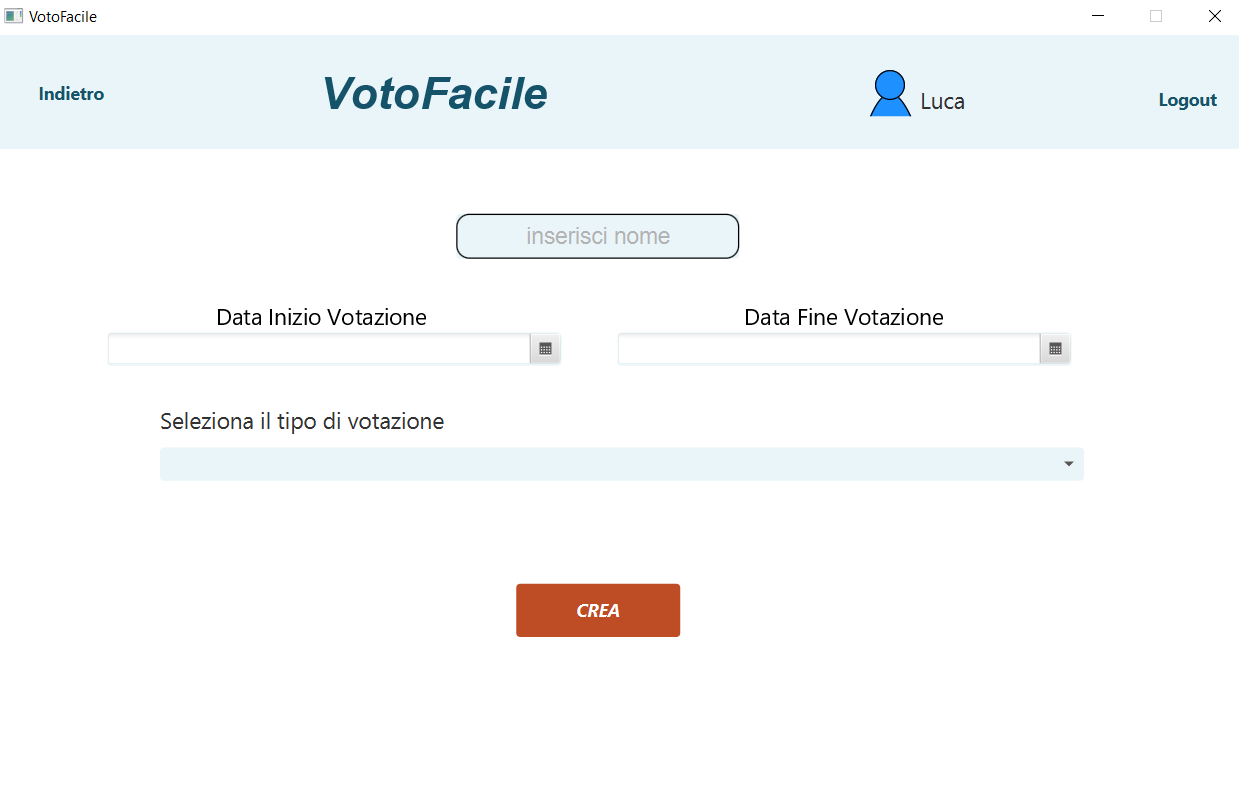 VotoFacile
Indietro
VotoFacile
Luca
Logout
inserisci nome
Data Inizio Votazione
Data Fine Votazione
Seleziona il tipo di votazione
CREA